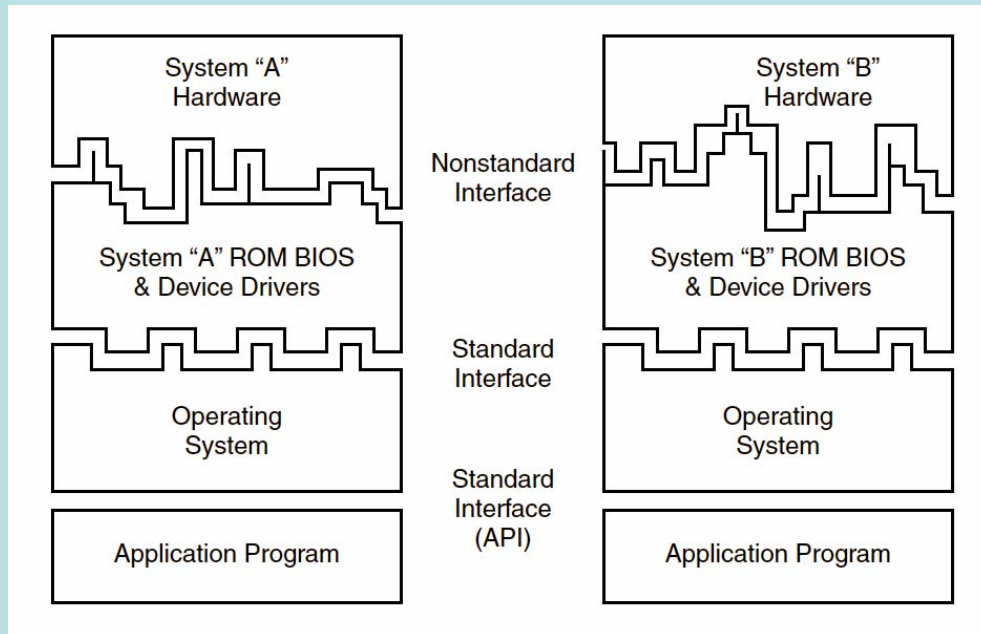 System “A”
Hardware
System “B”
Hardware
Nonstandard
Interface
System “A” ROM BIOS
& Device Drivers
System “B” ROM BIOS
& Device Drivers
Standard
Interface
Operating
System
Operating
System
Standard
Interface
(API)
Application Program
Application Program